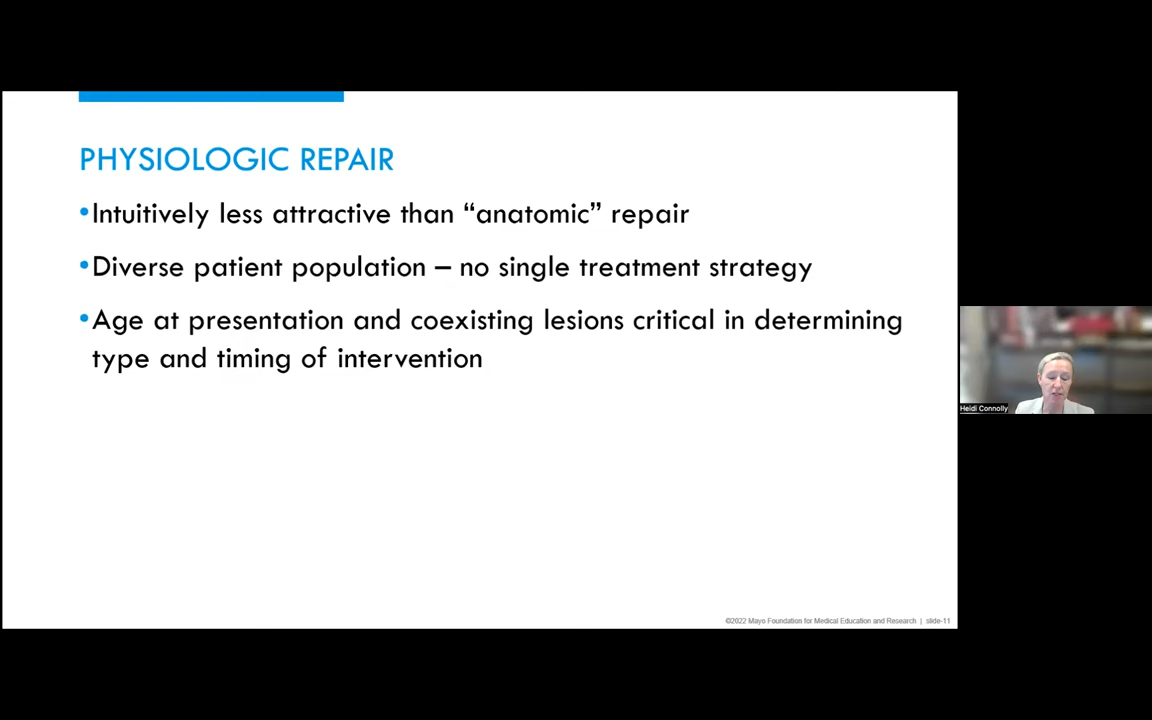 PHYSIOLOGIC REPAIR
•Intuitively less attractive than “anatomic” repair
•Diverse patient population – no single treatment strategy
•Age at presentation and coexisting lesions critical in determining
type and timing of intervention
Heidi Connolly
©2022 Mayo Foundation for Medical Education and Research | slide-11